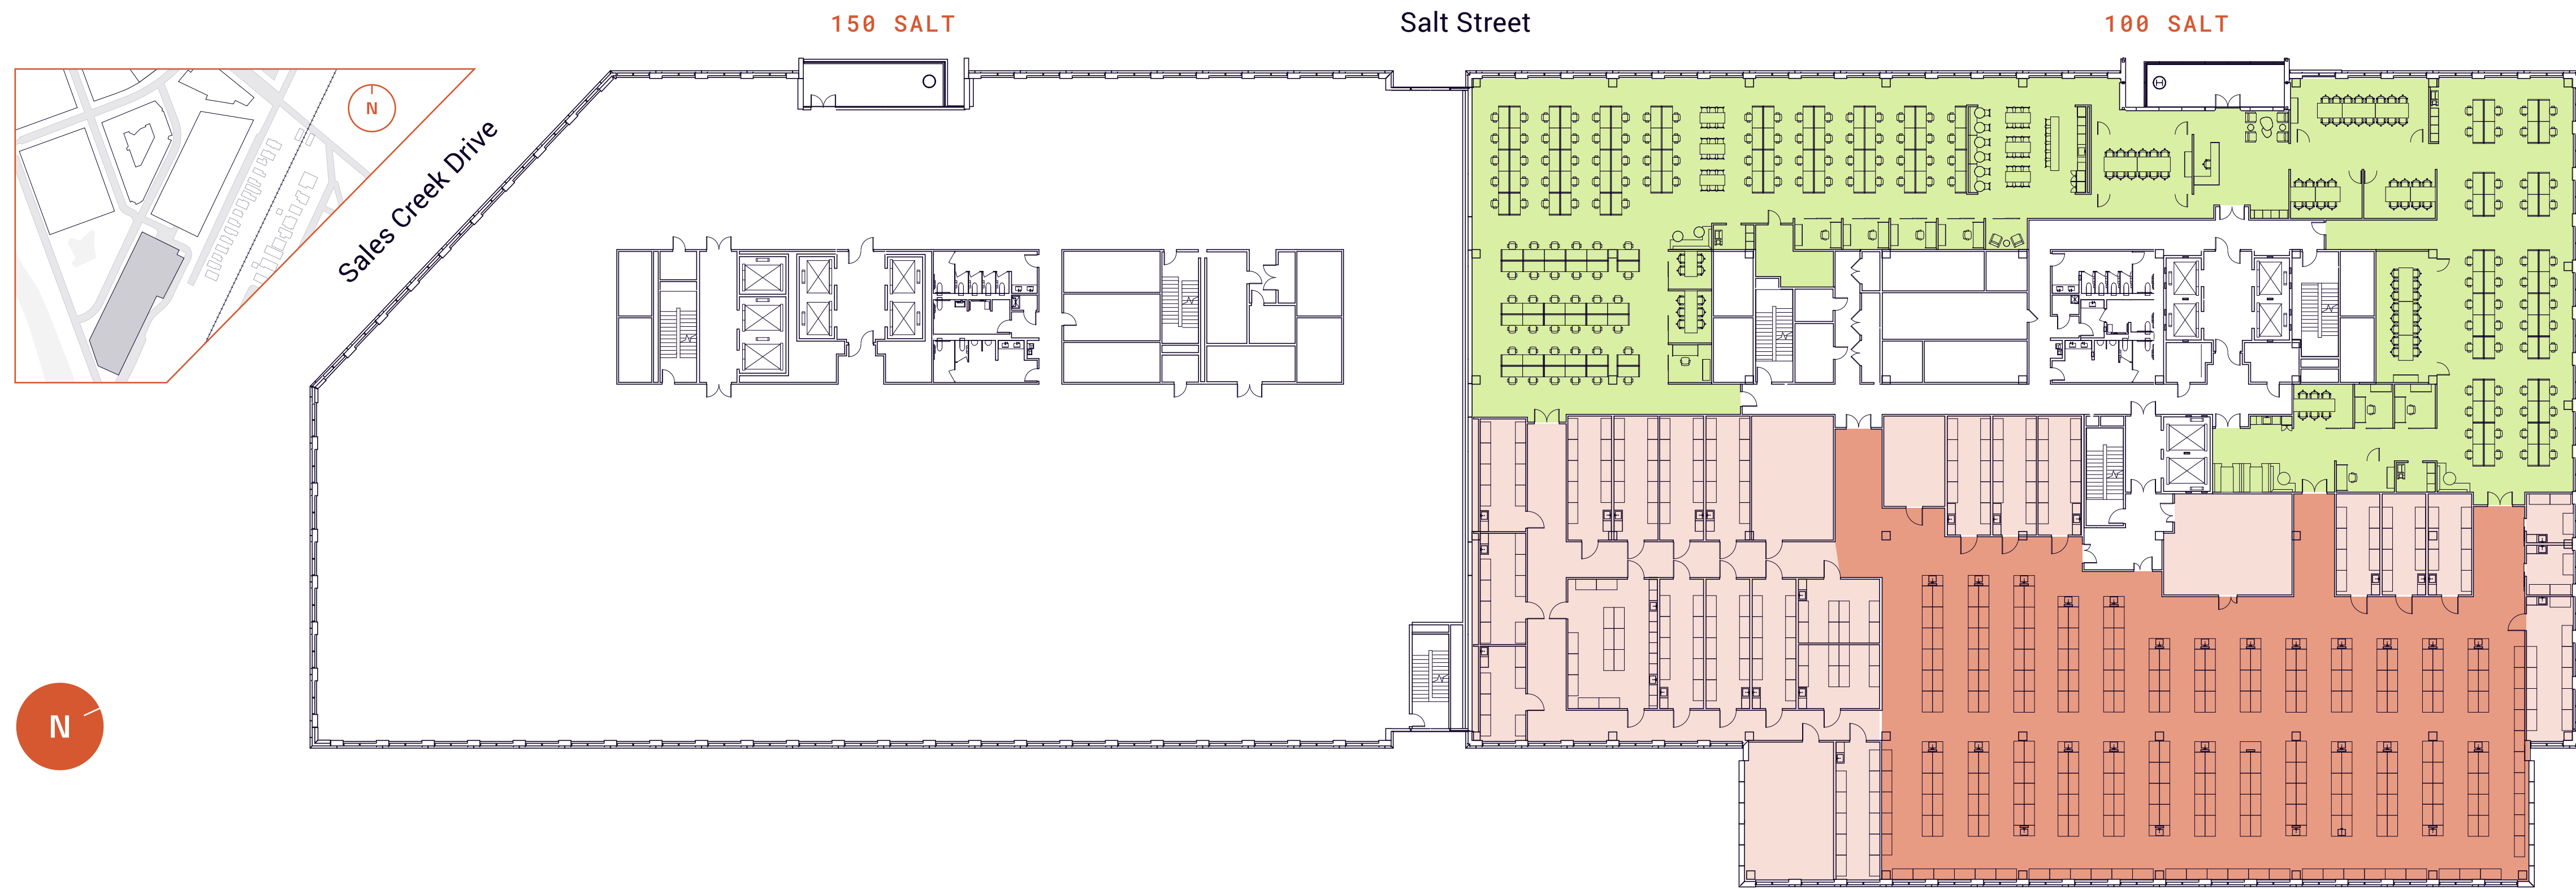 150 SALT
Salt Street
100 SALT
N
Sales Creek Drive
N